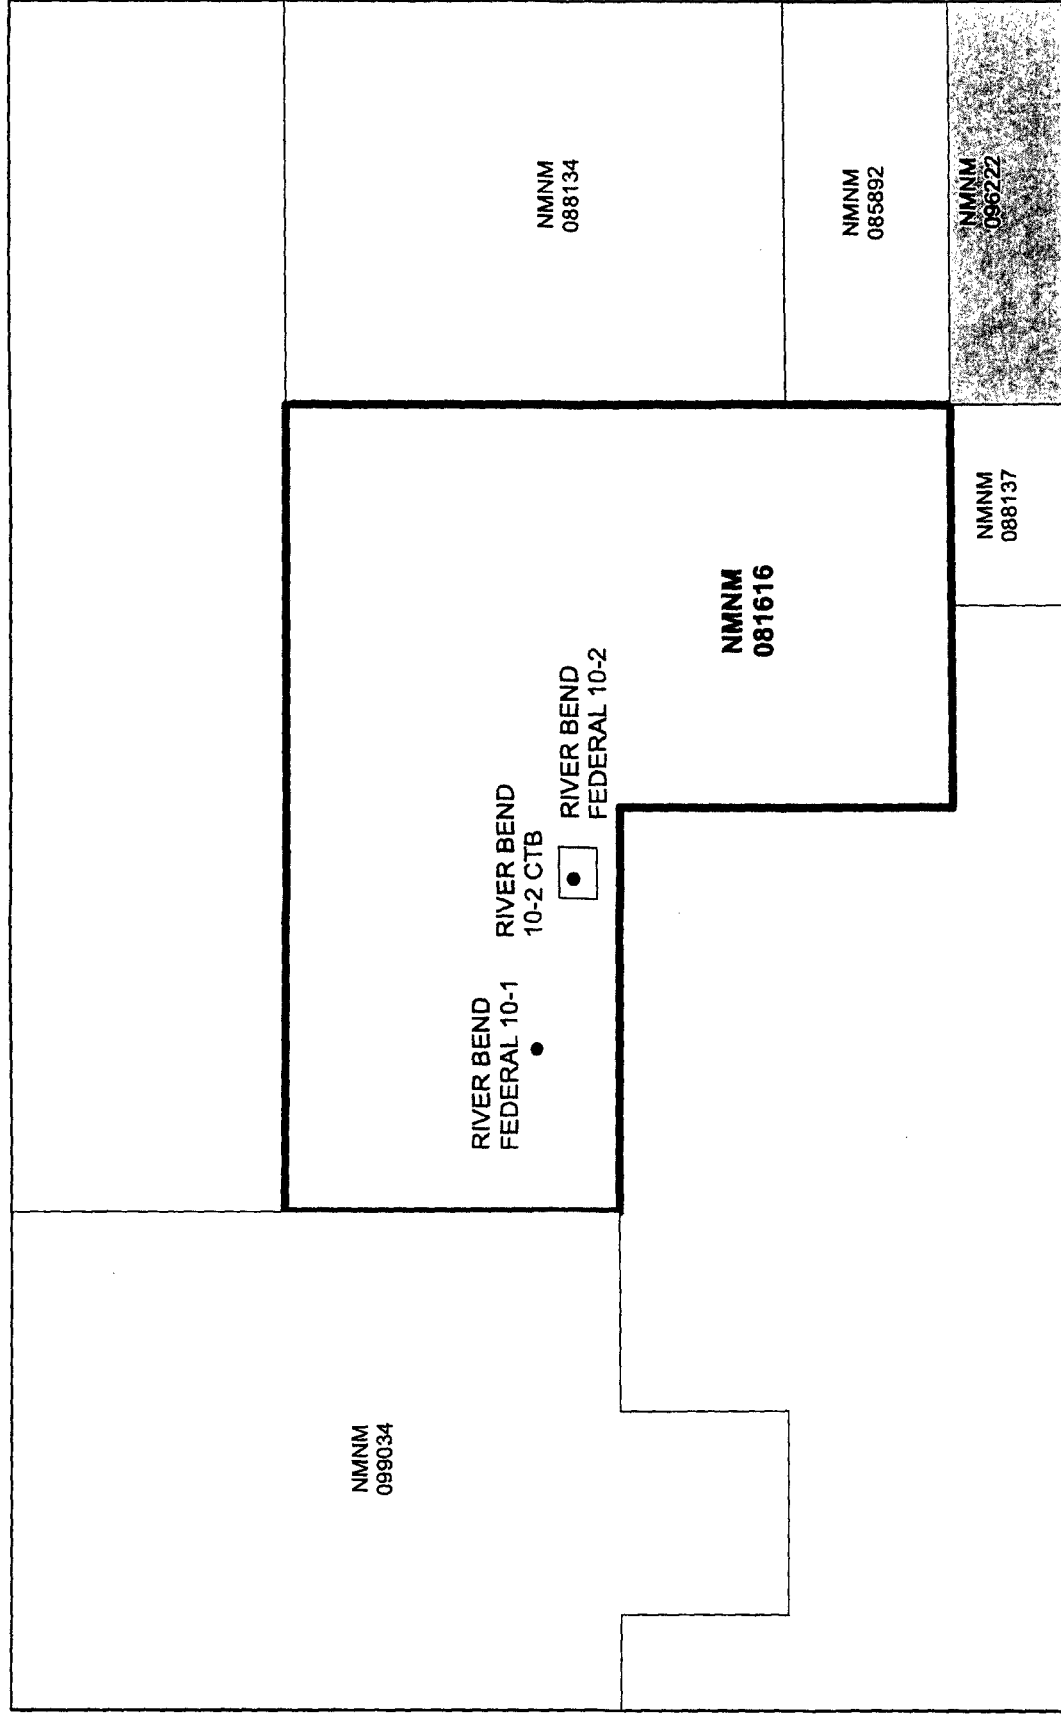 NMNM
099034
RIVER BEND
FEDERAL 10-1
RIVER BEND
10-2 CTB
NMNM
088134
RIVER BEND
FEDERAL 10-2
NMNM
081616
NMNM
085892
NMNM
088137
NMNM
096222